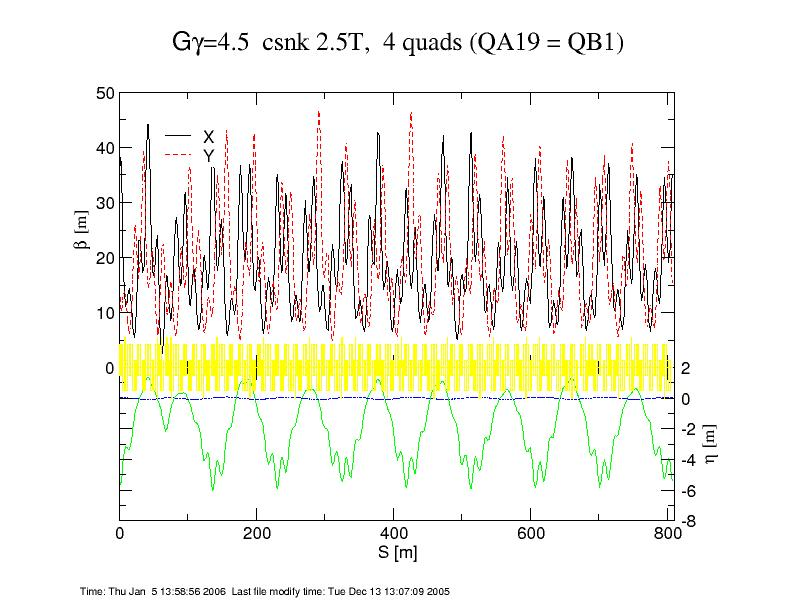 Gγ=4.5 csnk 2.5T, 4 quads (QA19 = QB1)
50
X
Y
40
30
β [m]
20
10
0
2
0
-2
η [m]
-4
-6
-8
0
200
400
600
800
S [m]
Time: Thu Jan 5 13:58:56 2006 Last file modify time: Tue Dec 13 13:07:09 2005